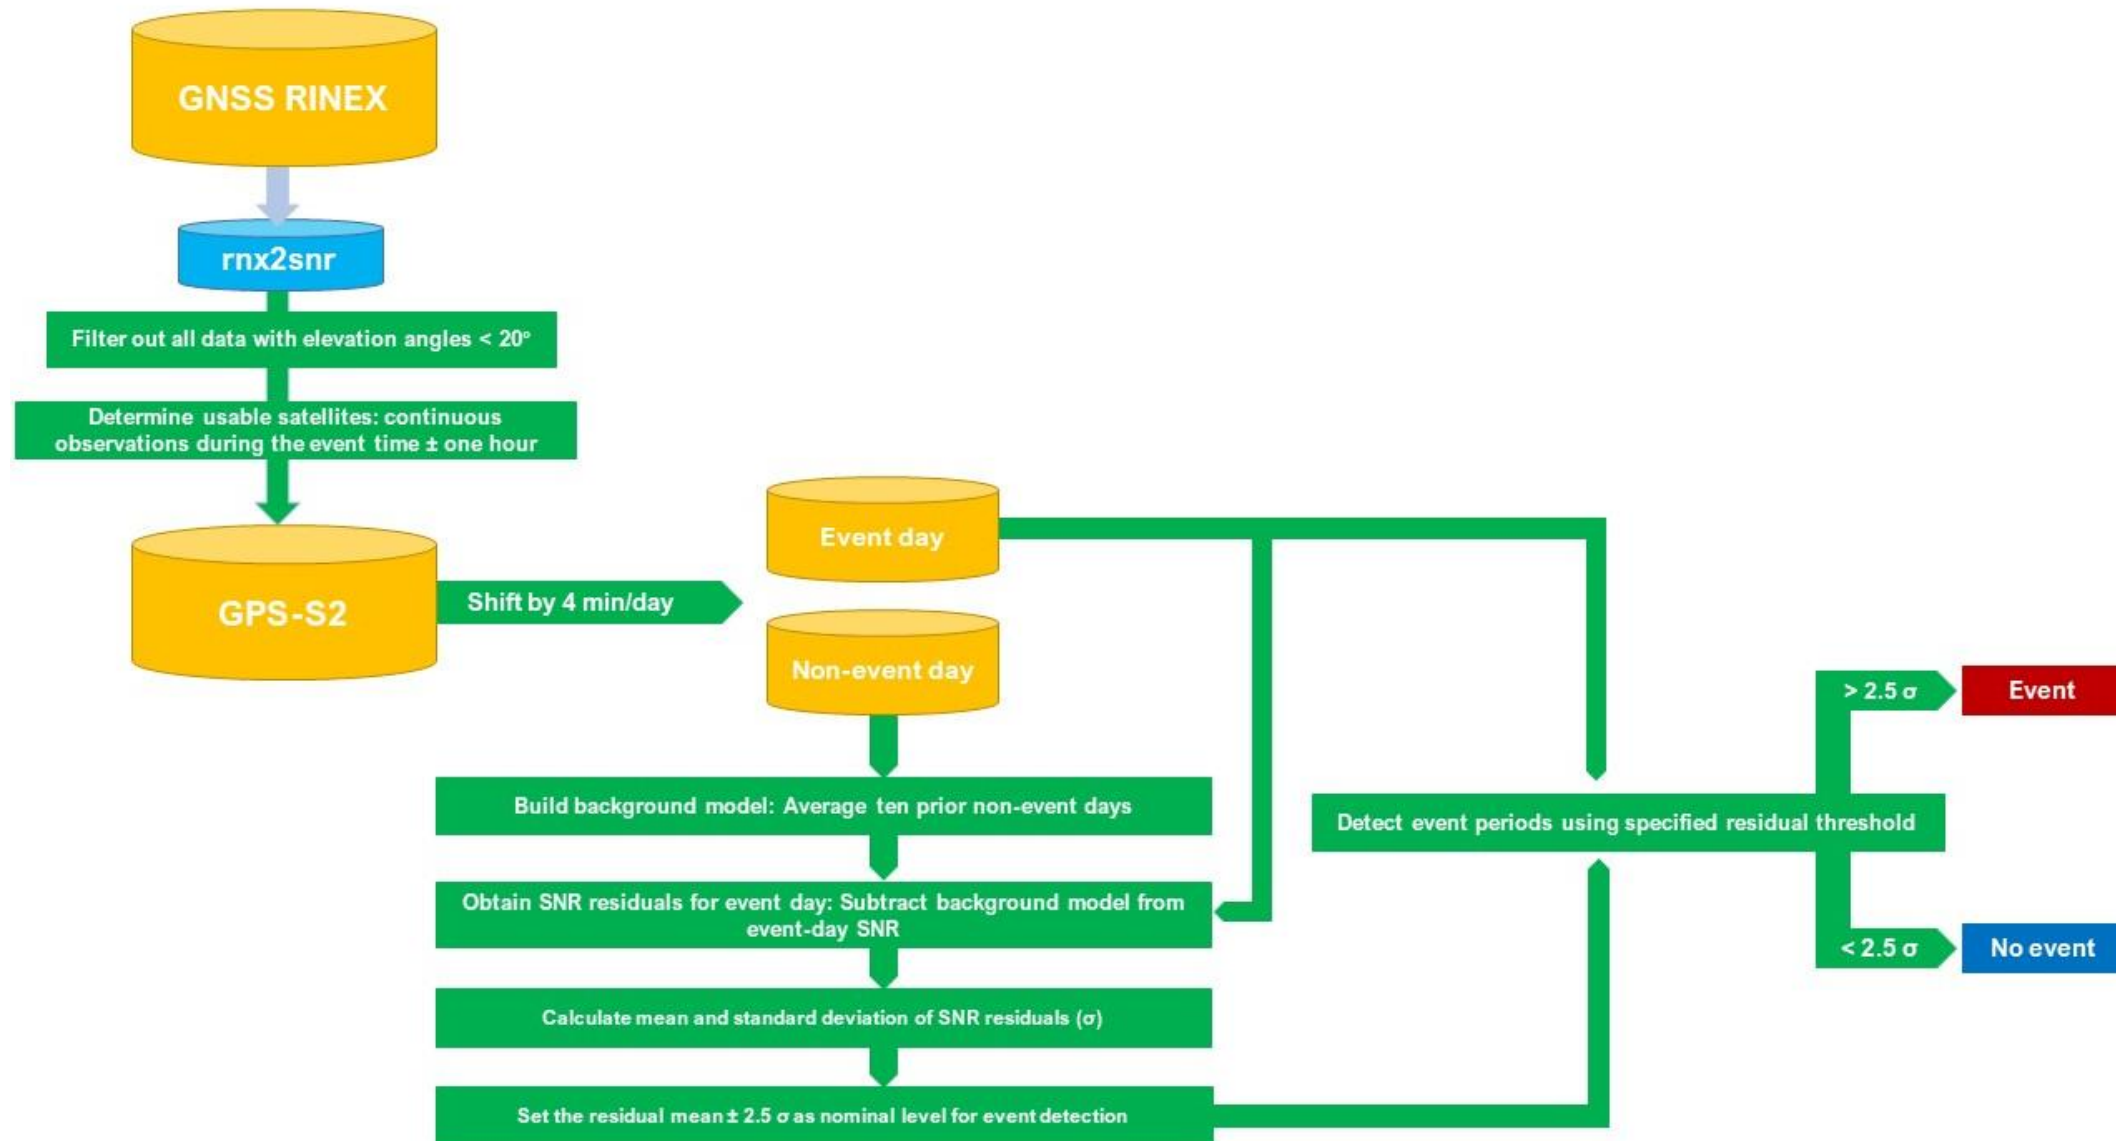 GNSS RINEX
rnx2snr
Filter out all data with elevation angles < 20°
Determine usable satellites: continuous
observations during the event time ± one hour
GPS-S2
Shift by 4 min/day
Event day
Non-event day
Build background model: Average ten prior non-event days
Obtain SNR residuals for event day: Subtract background model from
event-day SNR
Calculate mean and standard deviation of SNR residuals (σ)
Set the residual mean ± 2.5 σ as nominal level for event detection
Detect event periods using specified residual threshold
> 2.5 σ
Event
< 2.5 σ
No event